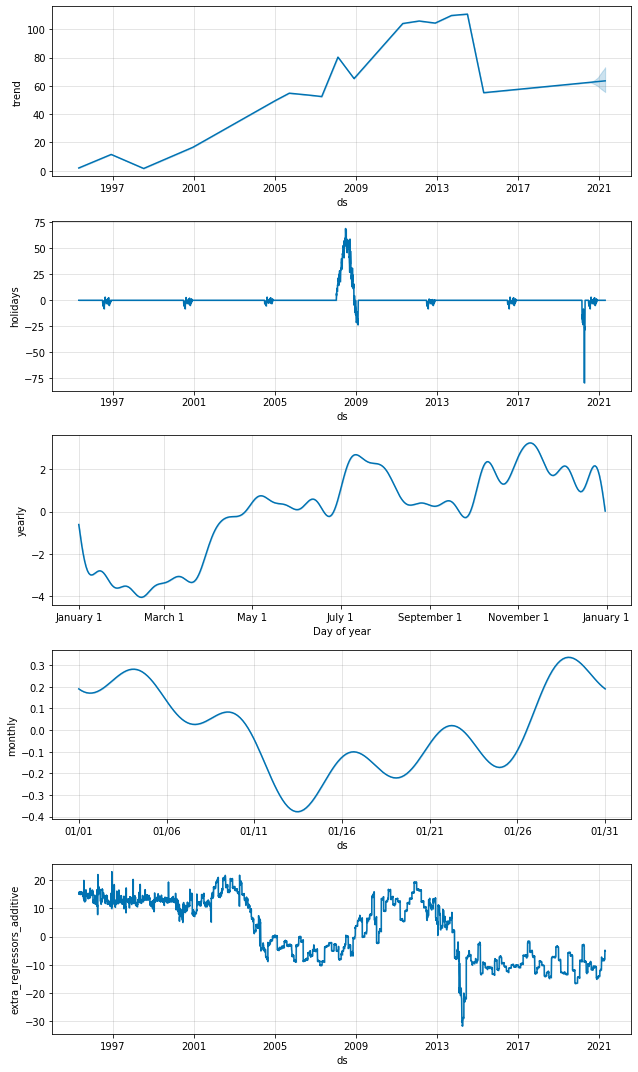 100
80
60
40
20
0
trend
1997 2001 2005 2009 2013 2017 2021
ds
75
50
25
0
−25
−50
−75
holidays
1997 2001 2005 2009 2013 2017 2021
ds
2
0
−2
−4
yearly
January 1 March 1 May 1 July 1 September 1 November 1 January 1
Day of year
0.3
0.2
0.1
0.0
−0.1
−0.2
−0.3
−0.4
monthly
01/01 01/06 01/11 01/16 01/21 01/26 01/31
ds
20
10
0
−10
−20
−30
extra_regressors_additive
1997 2001 2005 2009 2013 2017 2021
ds